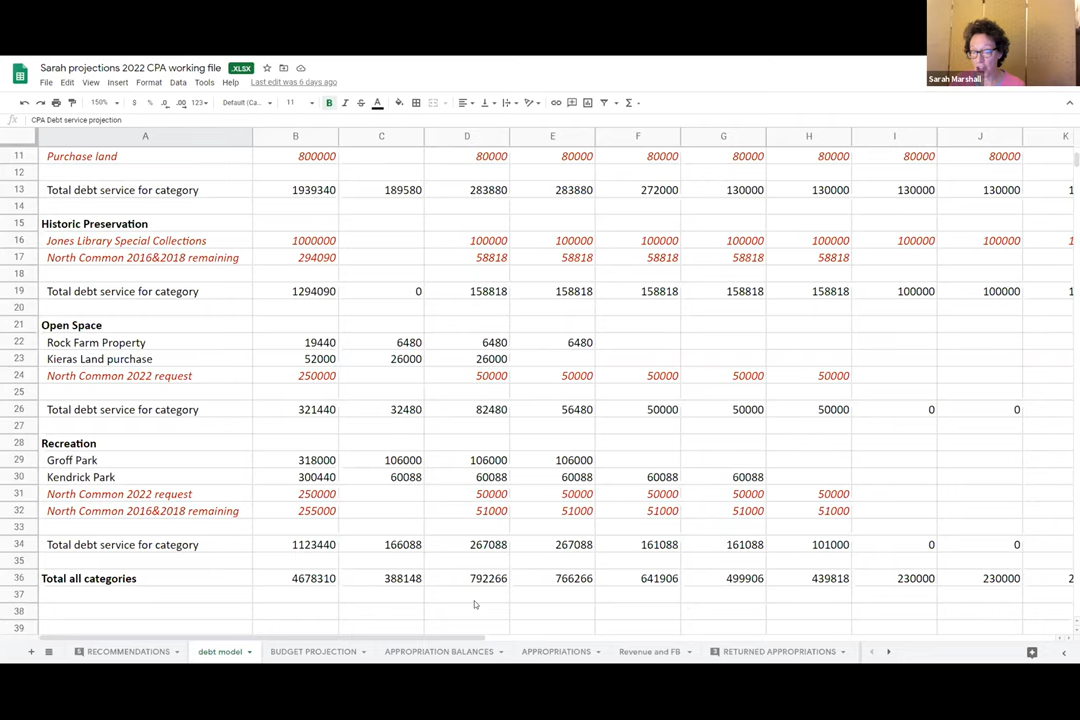 Sarah Marshall
Sarah projections 2022 CPA working file .XLSX
File Edit View Insert Format Data Tools Help Last edit was 6 days ago
150% $ % .0 .00 123 Default (Ca... 11 B I S A
fx CPA Debt service projection
A B C D E F G H I J K
11 Purchase land 800000 80000 80000 80000 80000 80000 80000 80000
12
13 Total debt service for category 1939340 189580 283880 283880 272000 130000 130000 130000 130000 1
14
15 Historic Preservation
16 Jones Library Special Collections 1000000 100000 100000 100000 100000 100000 100000 100000 1
17 North Common 2016&2018 remaining 294090 58818 58818 58818 58818 58818
18
19 Total debt service for category 1294090 0 158818 158818 158818 158818 158818 100000 100000 1
20
21 Open Space
22 Rock Farm Property 19440 6480 6480 6480
23 Kieras Land purchase 52000 26000 26000
24 North Common 2022 request 250000 50000 50000 50000 50000 50000
25
26 Total debt service for category 321440 32480 82480 56480 50000 50000 50000 0 0
27
28 Recreation
29 Groff Park 318000 106000 106000 106000
30 Kendrick Park 300440 60088 60088 60088 60088 60088
31 North Common 2022 request 250000 50000 50000 50000 50000 50000
32 North Common 2016&2018 remaining 255000 51000 51000 51000 51000 51000
33
34 Total debt service for category 1123440 166088 267088 267088 161088 161088 101000 0 0
35
36 Total all categories 4678310 388148 792266 766266 641906 499906 439818 230000 230000 2
37
38
39
RECOMMENDATIONS debt model BUDGET PROJECTION APPROPRIATION BALANCES APPROPRIATIONS Revenue and FB RETURNED APPROPRIATIONS